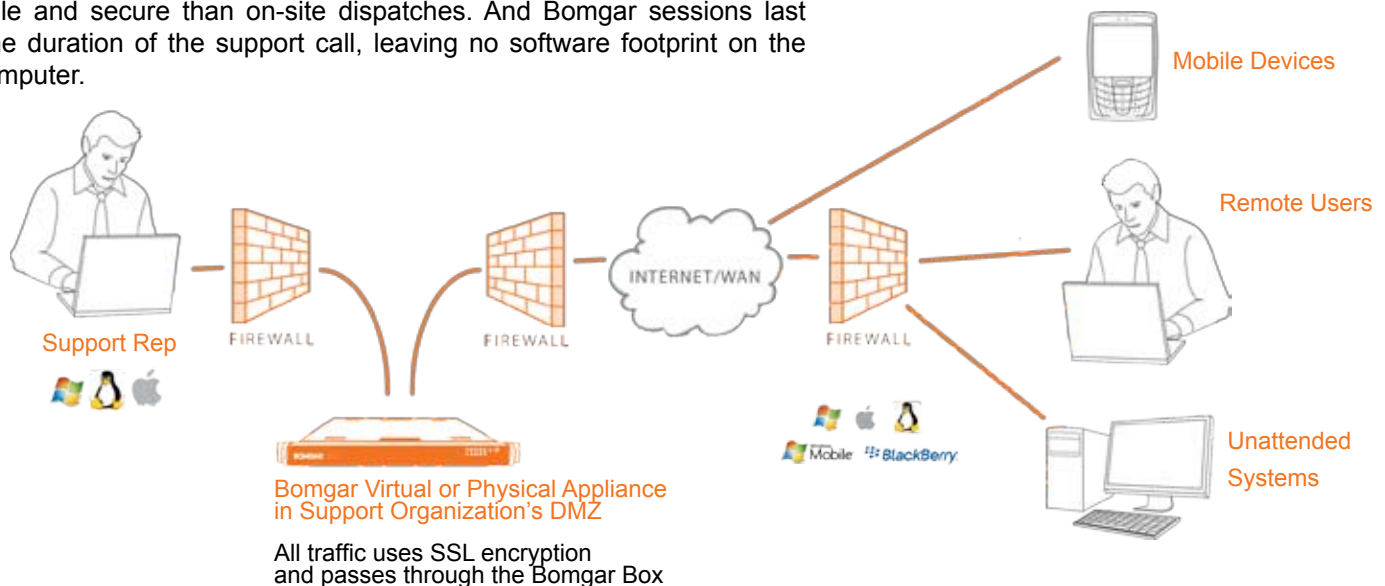 le and secure than on-site dispatches. And Bomgar sessions last
e duration of the support call, leaving no software footprint on the
mputer.
Mobile Devices
Remote Users
INTERNET/WAN
FIREWALL
FIREWALL
FIREWALL
Support Rep
BOMGAR
Mobile
BlackBerry
Unattended
Systems
Bomgar Virtual or Physical Appliance
in Support Organization's DMZ
All traffic uses SSL encryption
and passes through the Bomgar Box